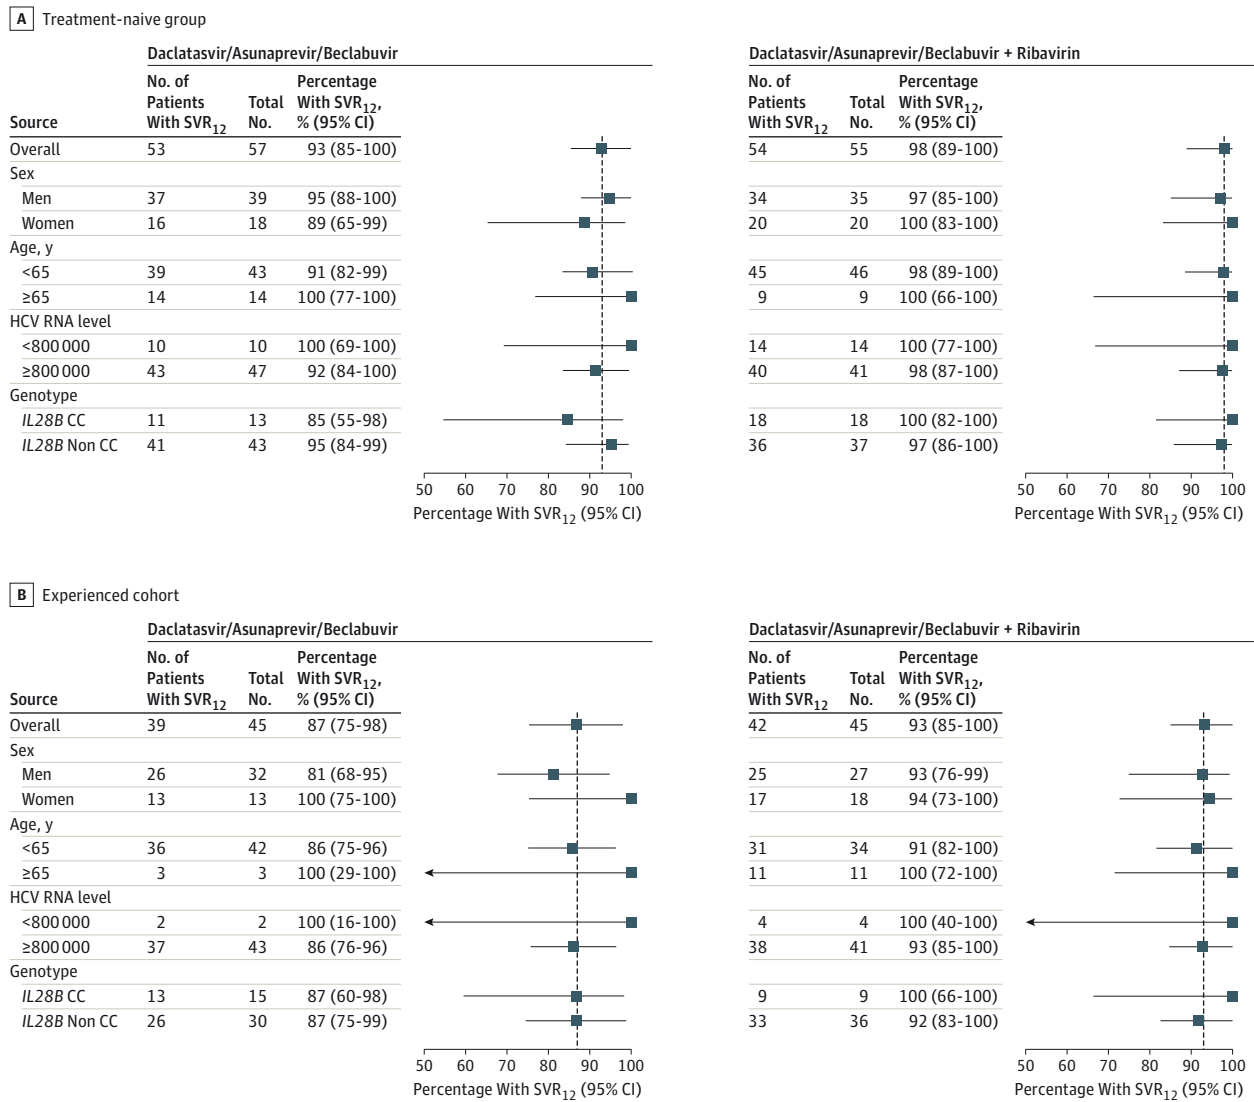 A Treatment-naive group
Daclatasvir/Asunaprevir/Beclabuvir
Daclatasvir/Asunaprevir/Beclabuvir + Ribavirin
Source No. of Patients With SVR12 Total No. Percentage With SVR12, % (95% CI) No. of Patients With SVR12 Total No. Percentage With SVR12, % (95% CI)
Overall 53 57 93 (85-100) 54 55 98 (89-100)
Sex
Men 37 39 95 (88-100) 34 35 97 (85-100)
Women 16 18 89 (65-99) 20 20 100 (83-100)
Age, y
<65 39 43 91 (82-99) 45 46 98 (89-100)
≥65 14 14 100 (77-100) 9 9 100 (66-100)
HCV RNA level
<800 000 10 10 100 (69-100) 14 14 100 (77-100)
≥800 000 43 47 92 (84-100) 40 41 98 (87-100)
Genotype
IL28B CC 11 13 85 (55-98) 18 18 100 (82-100)
IL28B Non CC 41 43 95 (84-99) 36 37 97 (86-100)
50 60 70 80 90 100 50 60 70 80 90 100
Percentage With SVR12 (95% CI) Percentage With SVR12 (95% CI)
B Experienced cohort
Daclatasvir/Asunaprevir/Beclabuvir
Daclatasvir/Asunaprevir/Beclabuvir + Ribavirin
Source No. of Patients With SVR12 Total No. Percentage With SVR12, % (95% CI) No. of Patients With SVR12 Total No. Percentage With SVR12, % (95% CI)
Overall 39 45 87 (75-98) 42 45 93 (85-100)
Sex
Men 26 32 81 (68-95) 25 27 93 (76-99)
Women 13 13 100 (75-100) 17 18 94 (73-100)
Age, y
<65 36 42 86 (75-96) 31 34 91 (82-100)
≥65 3 3 100 (29-100) 11 11 100 (72-100)
HCV RNA level
<800 000 2 2 100 (16-100) 4 4 100 (40-100)
≥800 000 37 43 86 (76-96) 38 41 93 (85-100)
Genotype
IL28B CC 13 15 87 (60-98) 9 9 100 (66-100)
IL28B Non CC 26 30 87 (75-99) 33 36 92 (83-100)
50 60 70 80 90 100 50 60 70 80 90 100
Percentage With SVR12 (95% CI) Percentage With SVR12 (95% CI)